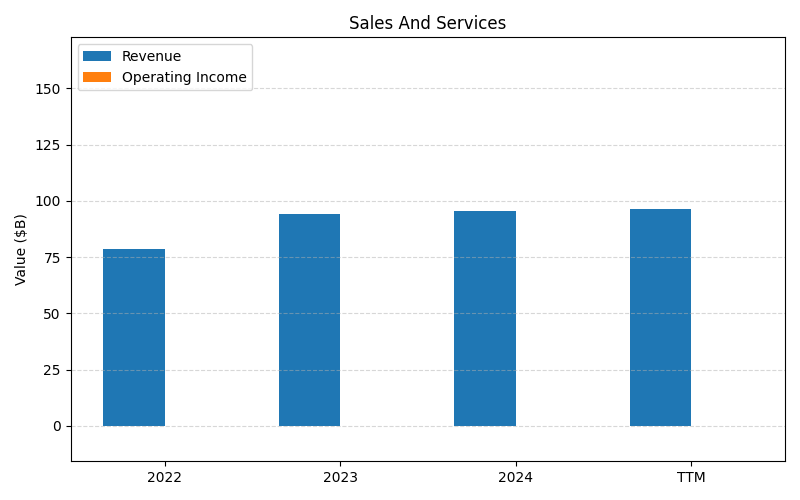 Sales And Services
Revenue
Operating Income
Value ($B)
150
125
100
75
50
25
0
2022
2023
2024
TTM